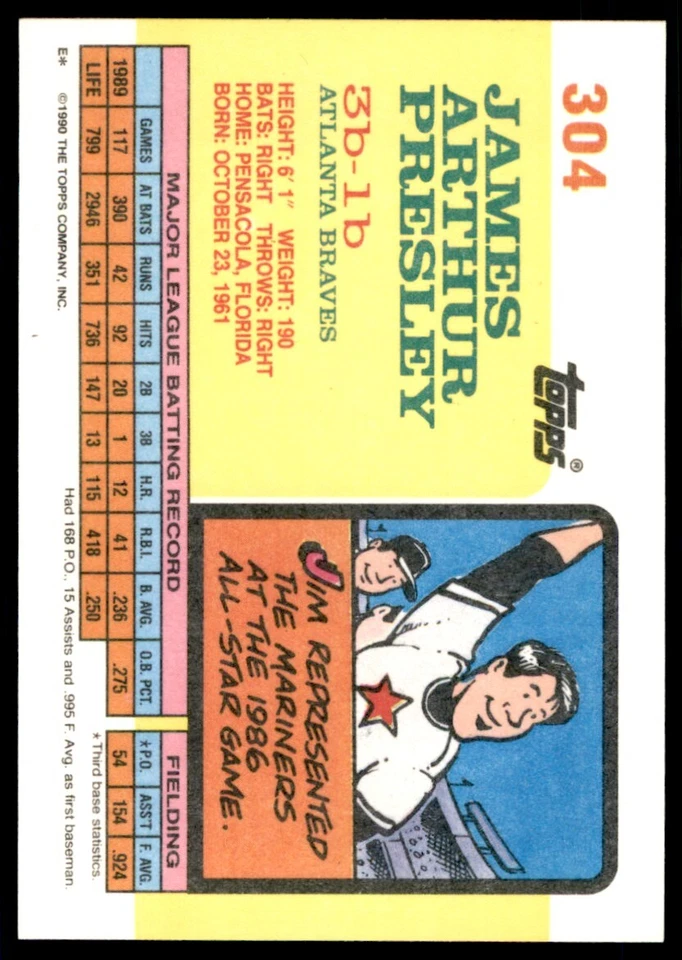 304
topps®
JAMES
ARTHUR
PRESLEY
3b-1b
ATLANTA BRAVES
HEIGHT: 6' 1" WEIGHT: 190
BATS: RIGHT THROWS: RIGHT
HOME: PENSACOLA, FLORIDA
BORN: OCTOBER 23, 1961
JIM REPRESENTED
THE MARINERS
AT THE 1986
ALL-STAR GAME.
MAJOR LEAGUE BATTING RECORD FIELDING
GAMES AT BATS RUNS HITS 2B 3B H.R. R.B.I. B. AVG. O.B. PCT. *P.O. ASS'T F. AVG.
1989 117 390 42 92 20 1 12 41 .236 .275 54 154 .924
LIFE 799 2946 351 736 147 13 115 418 .250
*Third base statistics.
Had 168 P.O., 15 Assists and .995 F. Avg. as first baseman.
E* ©1990 THE TOPPS COMPANY, INC.